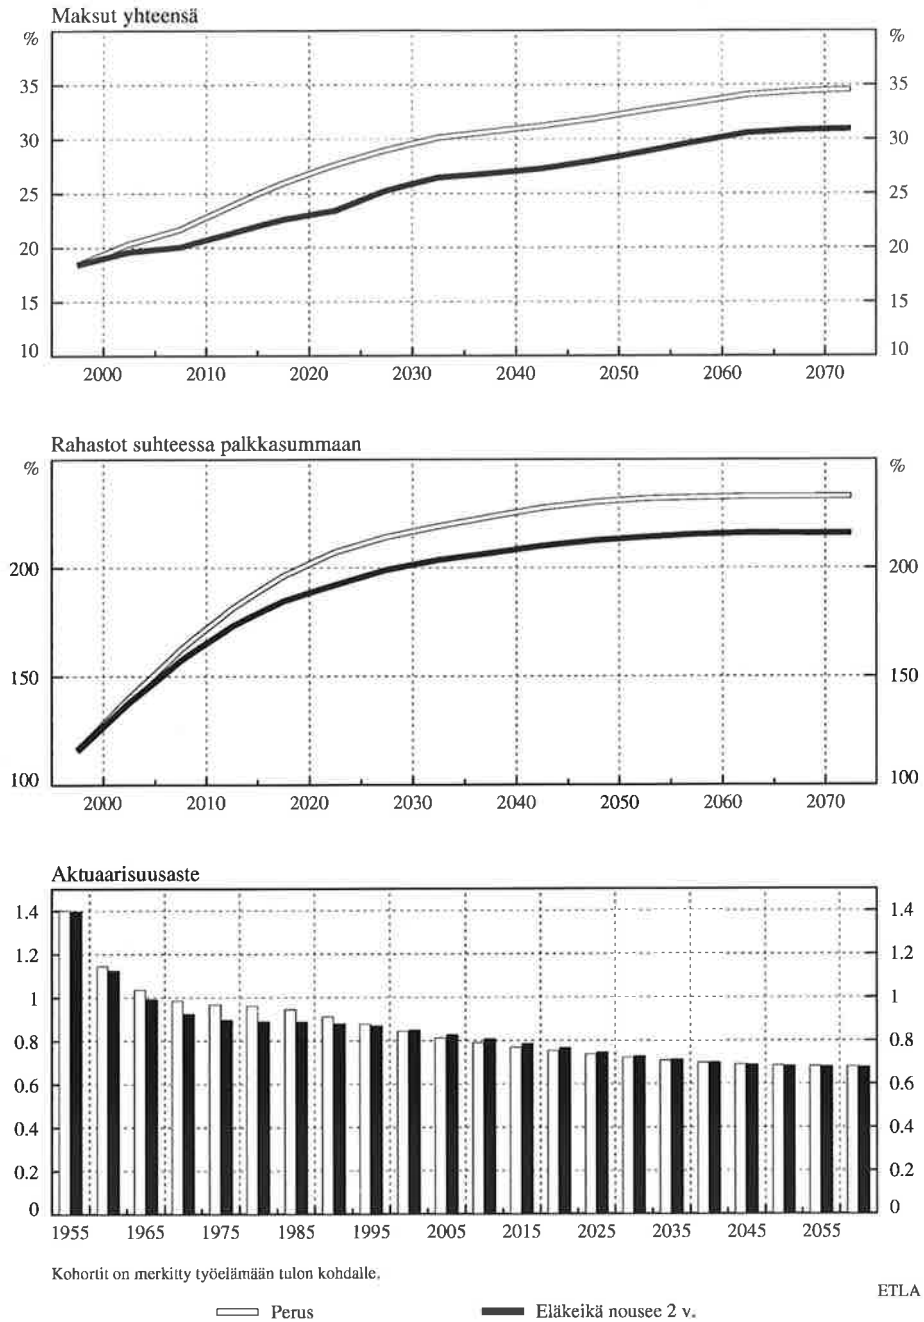 Maksut yhteensä
% %
35 35
30 30
25 25
20 20
15 15
10 10
2000 2010 2020 2030 2040 2050 2060 2070
Rahastot suhteessa palkkasummaan
% %
200 200
150 150
100 100
2000 2010 2020 2030 2040 2050 2060 2070
Aktuaarisuusaste
1.4 1.4
1.2 1.2
1 1
0.8 0.8
0.6 0.6
0.4 0.4
0.2 0.2
0 0
1955 1965 1975 1985 1995 2005 2015 2025 2035 2045 2055
Kohortit on merkitty työelämään tulon kohdalle.
ETLA
Perus Eläkeikä nousee 2 v.